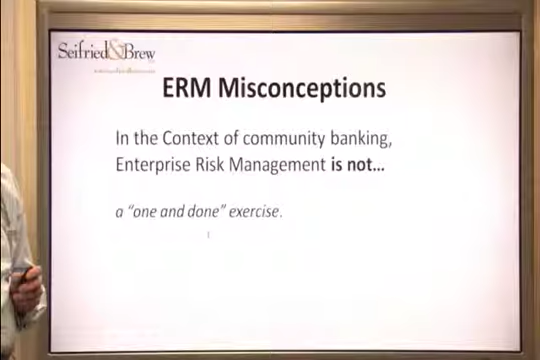 Seifried&Brew
ERM Misconceptions
In the Context of community banking,
Enterprise Risk Management is not...
a “one and done” exercise.